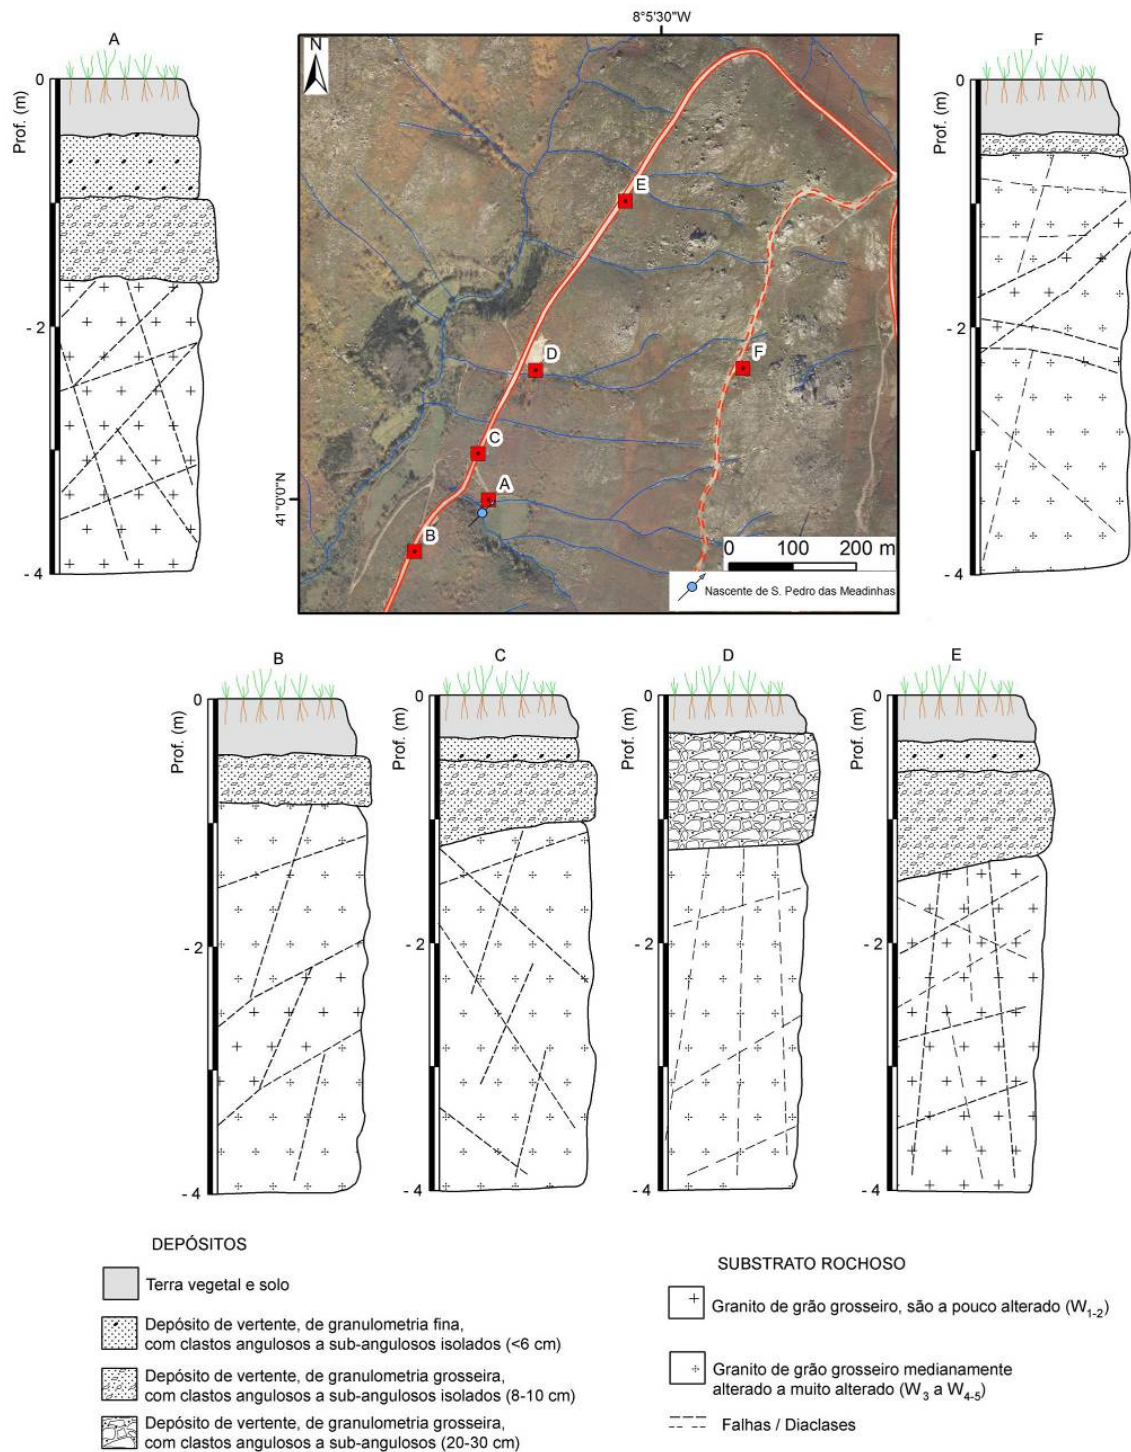 A
0
Prof. (m)
- 2
- 4
8°5'30"W
N
E
D
F
C
A
B
41°0'0"N
0 100 200 m
Nascente de S. Pedro das Meadinhas
F
0
Prof. (m)
- 2
- 4
B
0
Prof. (m)
- 2
- 4
C
0
Prof. (m)
- 2
- 4
D
0
Prof. (m)
- 2
- 4
E
0
Prof. (m)
- 2
- 4
DEPÓSITOS
Terra vegetal e solo
Depósito de vertente, de granulometria fina,
com clastos angulosos a sub-angulosos isolados (<6 cm)
Depósito de vertente, de granulometria grosseira,
com clastos angulosos a sub-angulosos isolados (8-10 cm)
Depósito de vertente, de granulometria grosseira,
com clastos angulosos a sub-angulosos (20-30 cm)
SUBSTRATO ROCHOSO
Granito de grão grosseiro, são a pouco alterado (W1-2)
Granito de grão grosseiro medianamente
alterado a muito alterado (W3 a W4-5)
Falhas / Diaclases